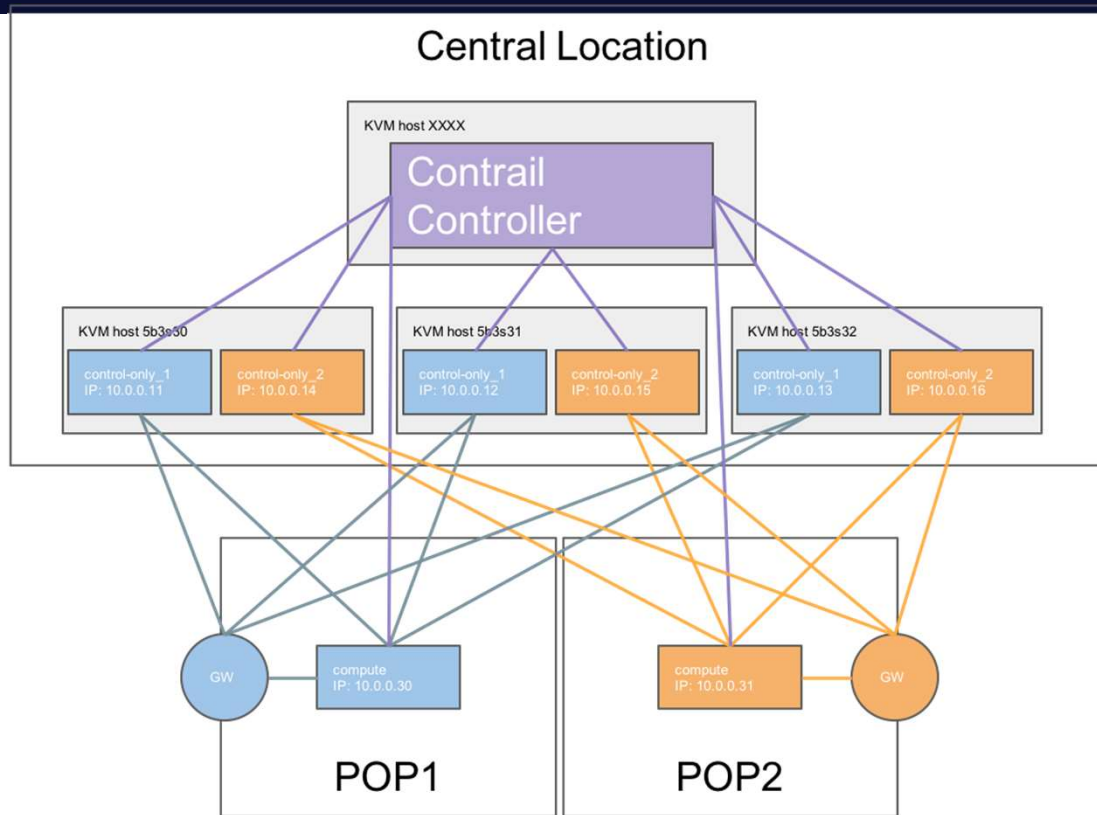 Central Location
KVM host XXXX
Contrail
Controller
KVM host 5b3s30
KVM host 5b3s31
KVM host 5b3s32
control-only_1
IP: 10.0.0.11
control-only_2
IP: 10.0.0.14
control-only_1
IP: 10.0.0.12
control-only_2
IP: 10.0.0.15
control-only_1
IP: 10.0.0.13
control-only_2
IP: 10.0.0.16
GW
compute
IP: 10.0.0.30
compute
IP: 10.0.0.31
GW
POP1
POP2